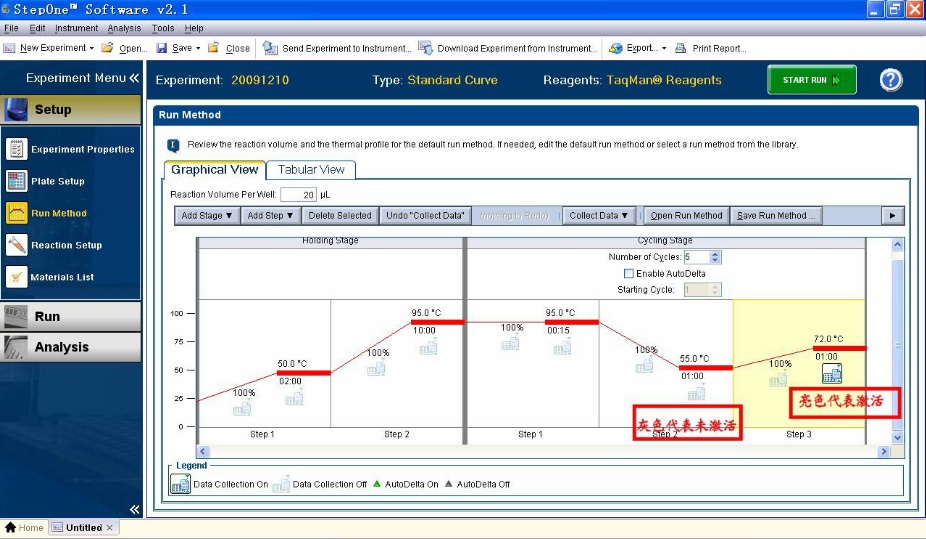 StepOne™ Software v2.1
File Edit Instrument Analysis Tools Help
New Experiment Open... Save Close Send Experiment to Instrument... Download Experiment from Instrument... Export... Print Report...
Experiment Menu «
Experiment: 20091210 Type: Standard Curve Reagents: TaqMan® Reagents START RUN ?
Setup
Experiment Properties
Plate Setup
Run Method
Reaction Setup
Materials List
Run
Analysis
«
Run Method
Review the reaction volume and the thermal profile for the default run method. If needed, edit the default run method or select a run method from the library.
Graphical View Tabular View
Reaction Volume Per Well: 20 µL
Add Stage ▼ Add Step ▼ Delete Selected Undo "Collect Data" (nothing to Redo) Collect Data ▼ Open Run Method Save Run Method ...
Holding Stage Cycling Stage
Number of Cycles: 5
Enable AutoDelta
Starting Cycle: 1
100
75
50
25
0
100%
50.0 °C
02:00
100%
95.0 °C
10:00
100%
95.0 °C
00:15
100%
55.0 °C
01:00
100%
72.0 °C
01:00
灰色代表未激活
亮色代表激活
Step 1 Step 2 Step 1 Step 2 Step 3
Legend
Data Collection On Data Collection Off AutoDelta On AutoDelta Off
Home Untitled ×